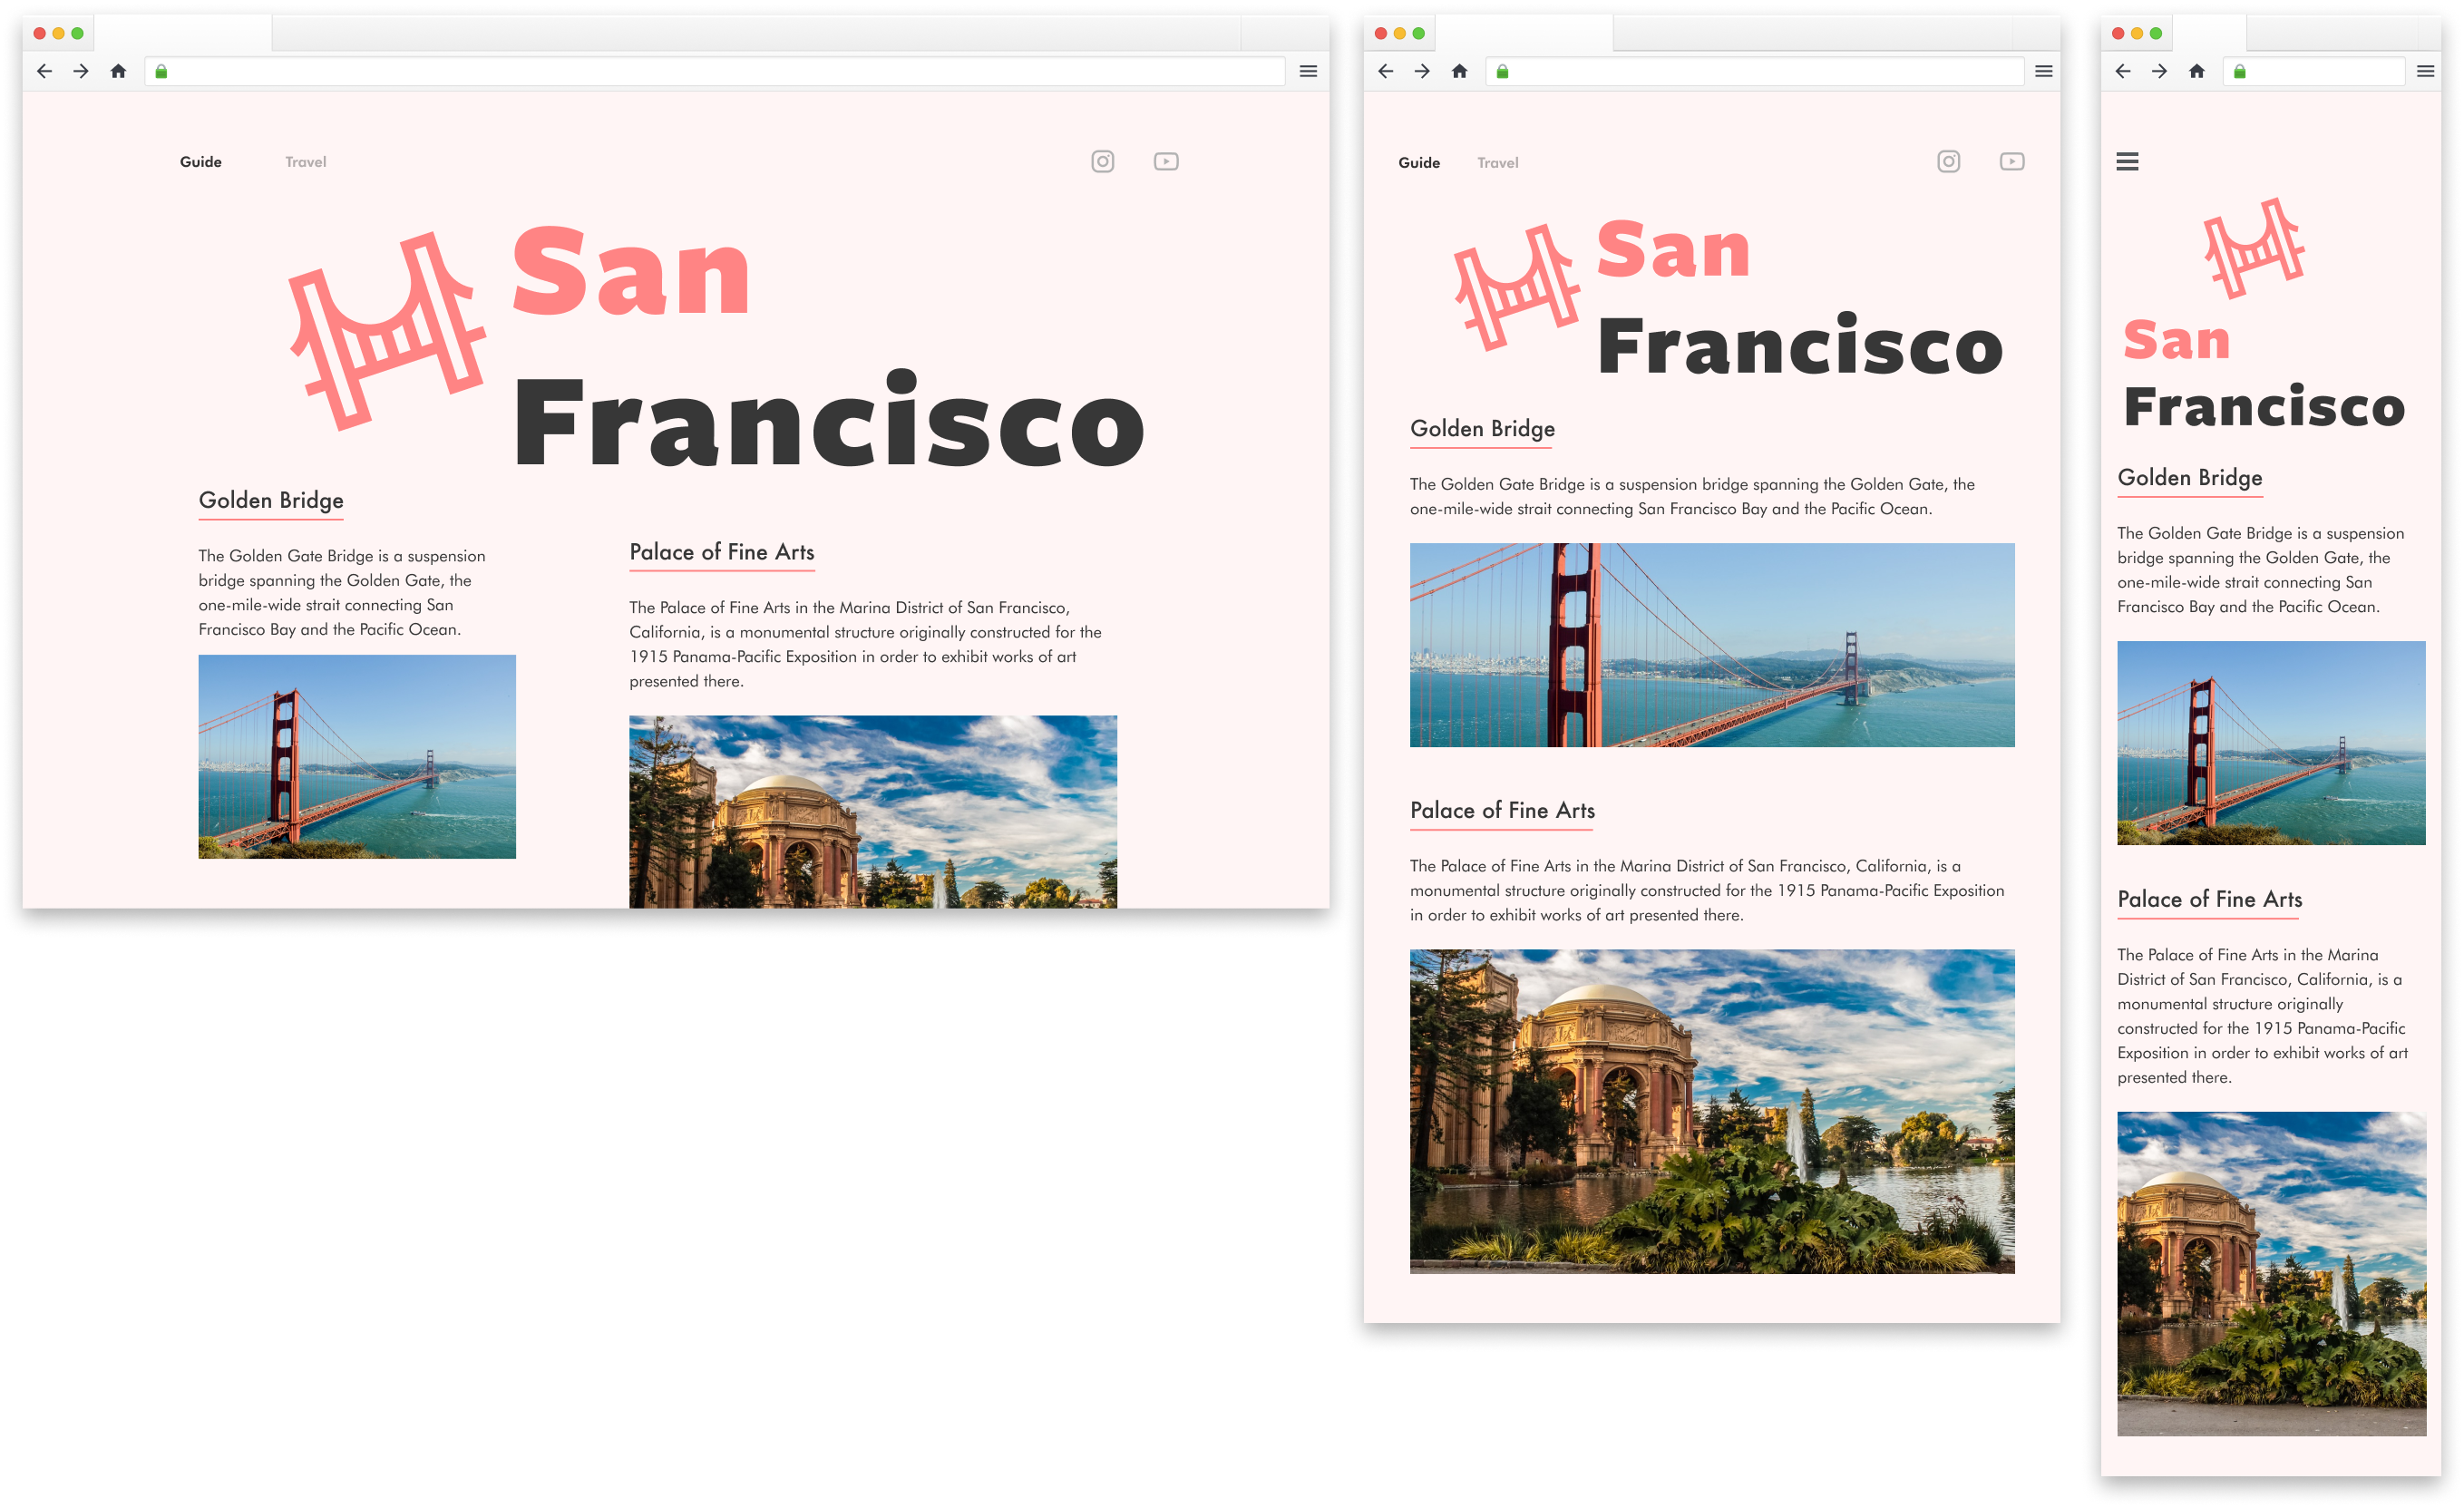 Guide
Travel
San
Francisco
Golden Bridge
The Golden Gate Bridge is a suspension
bridge spanning the Golden Gate, the
one-mile-wide strait connecting San
Francisco Bay and the Pacific Ocean.
Palace of Fine Arts
The Palace of Fine Arts in the Marina District of San Francisco,
California, is a monumental structure originally constructed for the
1915 Panama-Pacific Exposition in order to exhibit works of art
presented there.
Guide
Travel
San
Francisco
Golden Bridge
The Golden Gate Bridge is a suspension bridge spanning the Golden Gate, the
one-mile-wide strait connecting San Francisco Bay and the Pacific Ocean.
Palace of Fine Arts
The Palace of Fine Arts in the Marina District of San Francisco, California, is a
monumental structure originally constructed for the 1915 Panama-Pacific Exposition
in order to exhibit works of art presented there.
San
Francisco
Golden Bridge
The Golden Gate Bridge is a suspension
bridge spanning the Golden Gate, the
one-mile-wide strait connecting San
Francisco Bay and the Pacific Ocean.
Palace of Fine Arts
The Palace of Fine Arts in the Marina
District of San Francisco, California, is a
monumental structure originally
constructed for the 1915 Panama-Pacific
Exposition in order to exhibit works of art
presented there.